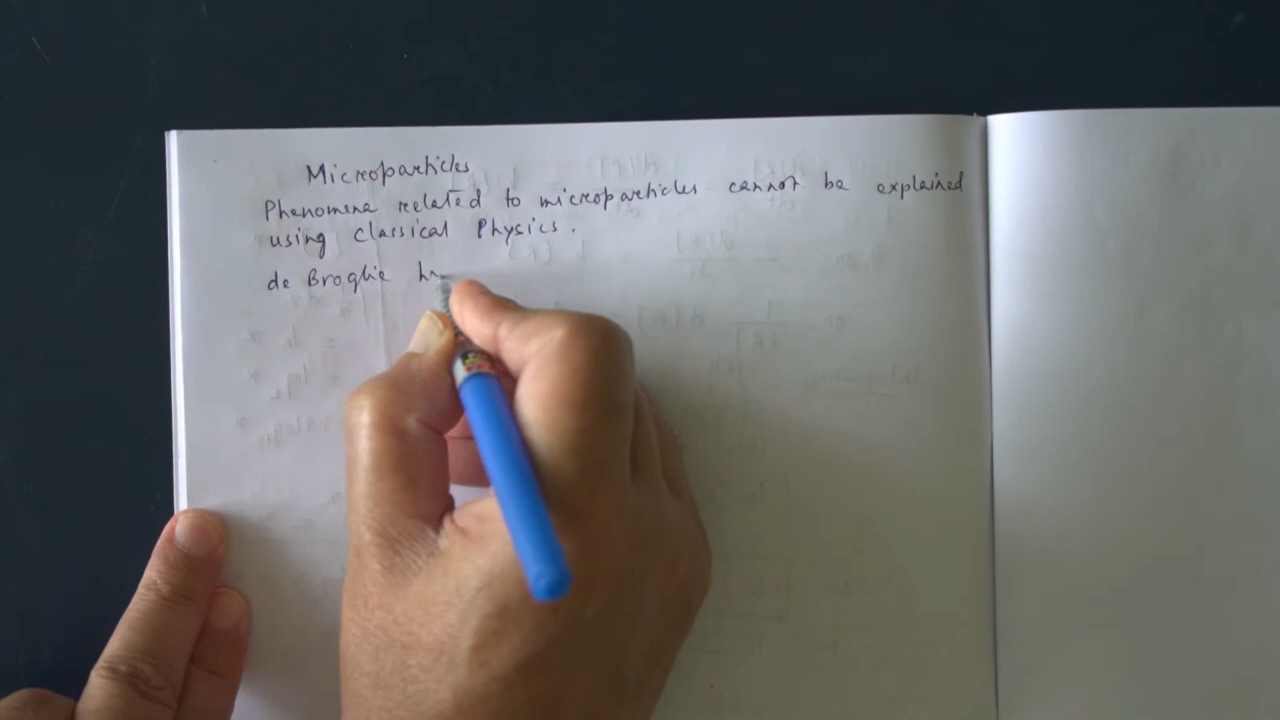 Microparticles
Phenomena related to microparticles cannot be explained
using Classical Physics.
de Broglie